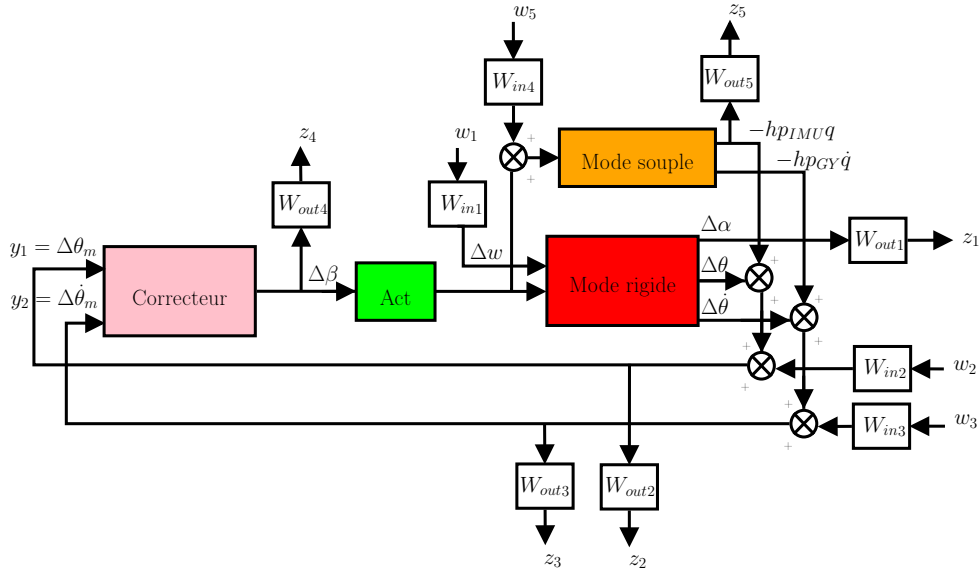 w₅
z₅
W_in4
W_out5
w₁
z₄
−hp_IMU q
−hp_GY q̇
Mode souple
+
+
W_in1
W_out4
Δα
W_out1
z₁
y₁ = Δθ_m
Δw
Δθ
+
y₂ = Δθ̇_m
Correcteur
Δβ
Act
Mode rigide
Δθ̇
+
+
+
+
W_in2
w₂
+
+
W_in3
w₃
+
W_out3
W_out2
z₃
z₂